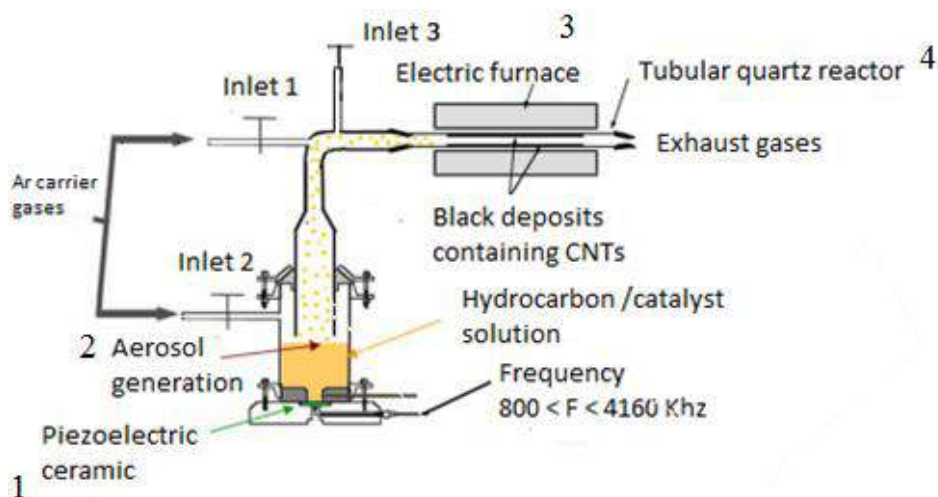 Inlet 3
3
Electric furnace
Tubular quartz reactor
4
Inlet 1
Exhaust gases
Ar carrier
gases
Black deposits
containing CNTs
Inlet 2
Hydrocarbon /catalyst
solution
2
Aerosol
generation
Frequency
800 < F < 4160 Khz
Piezoelectric
ceramic
1